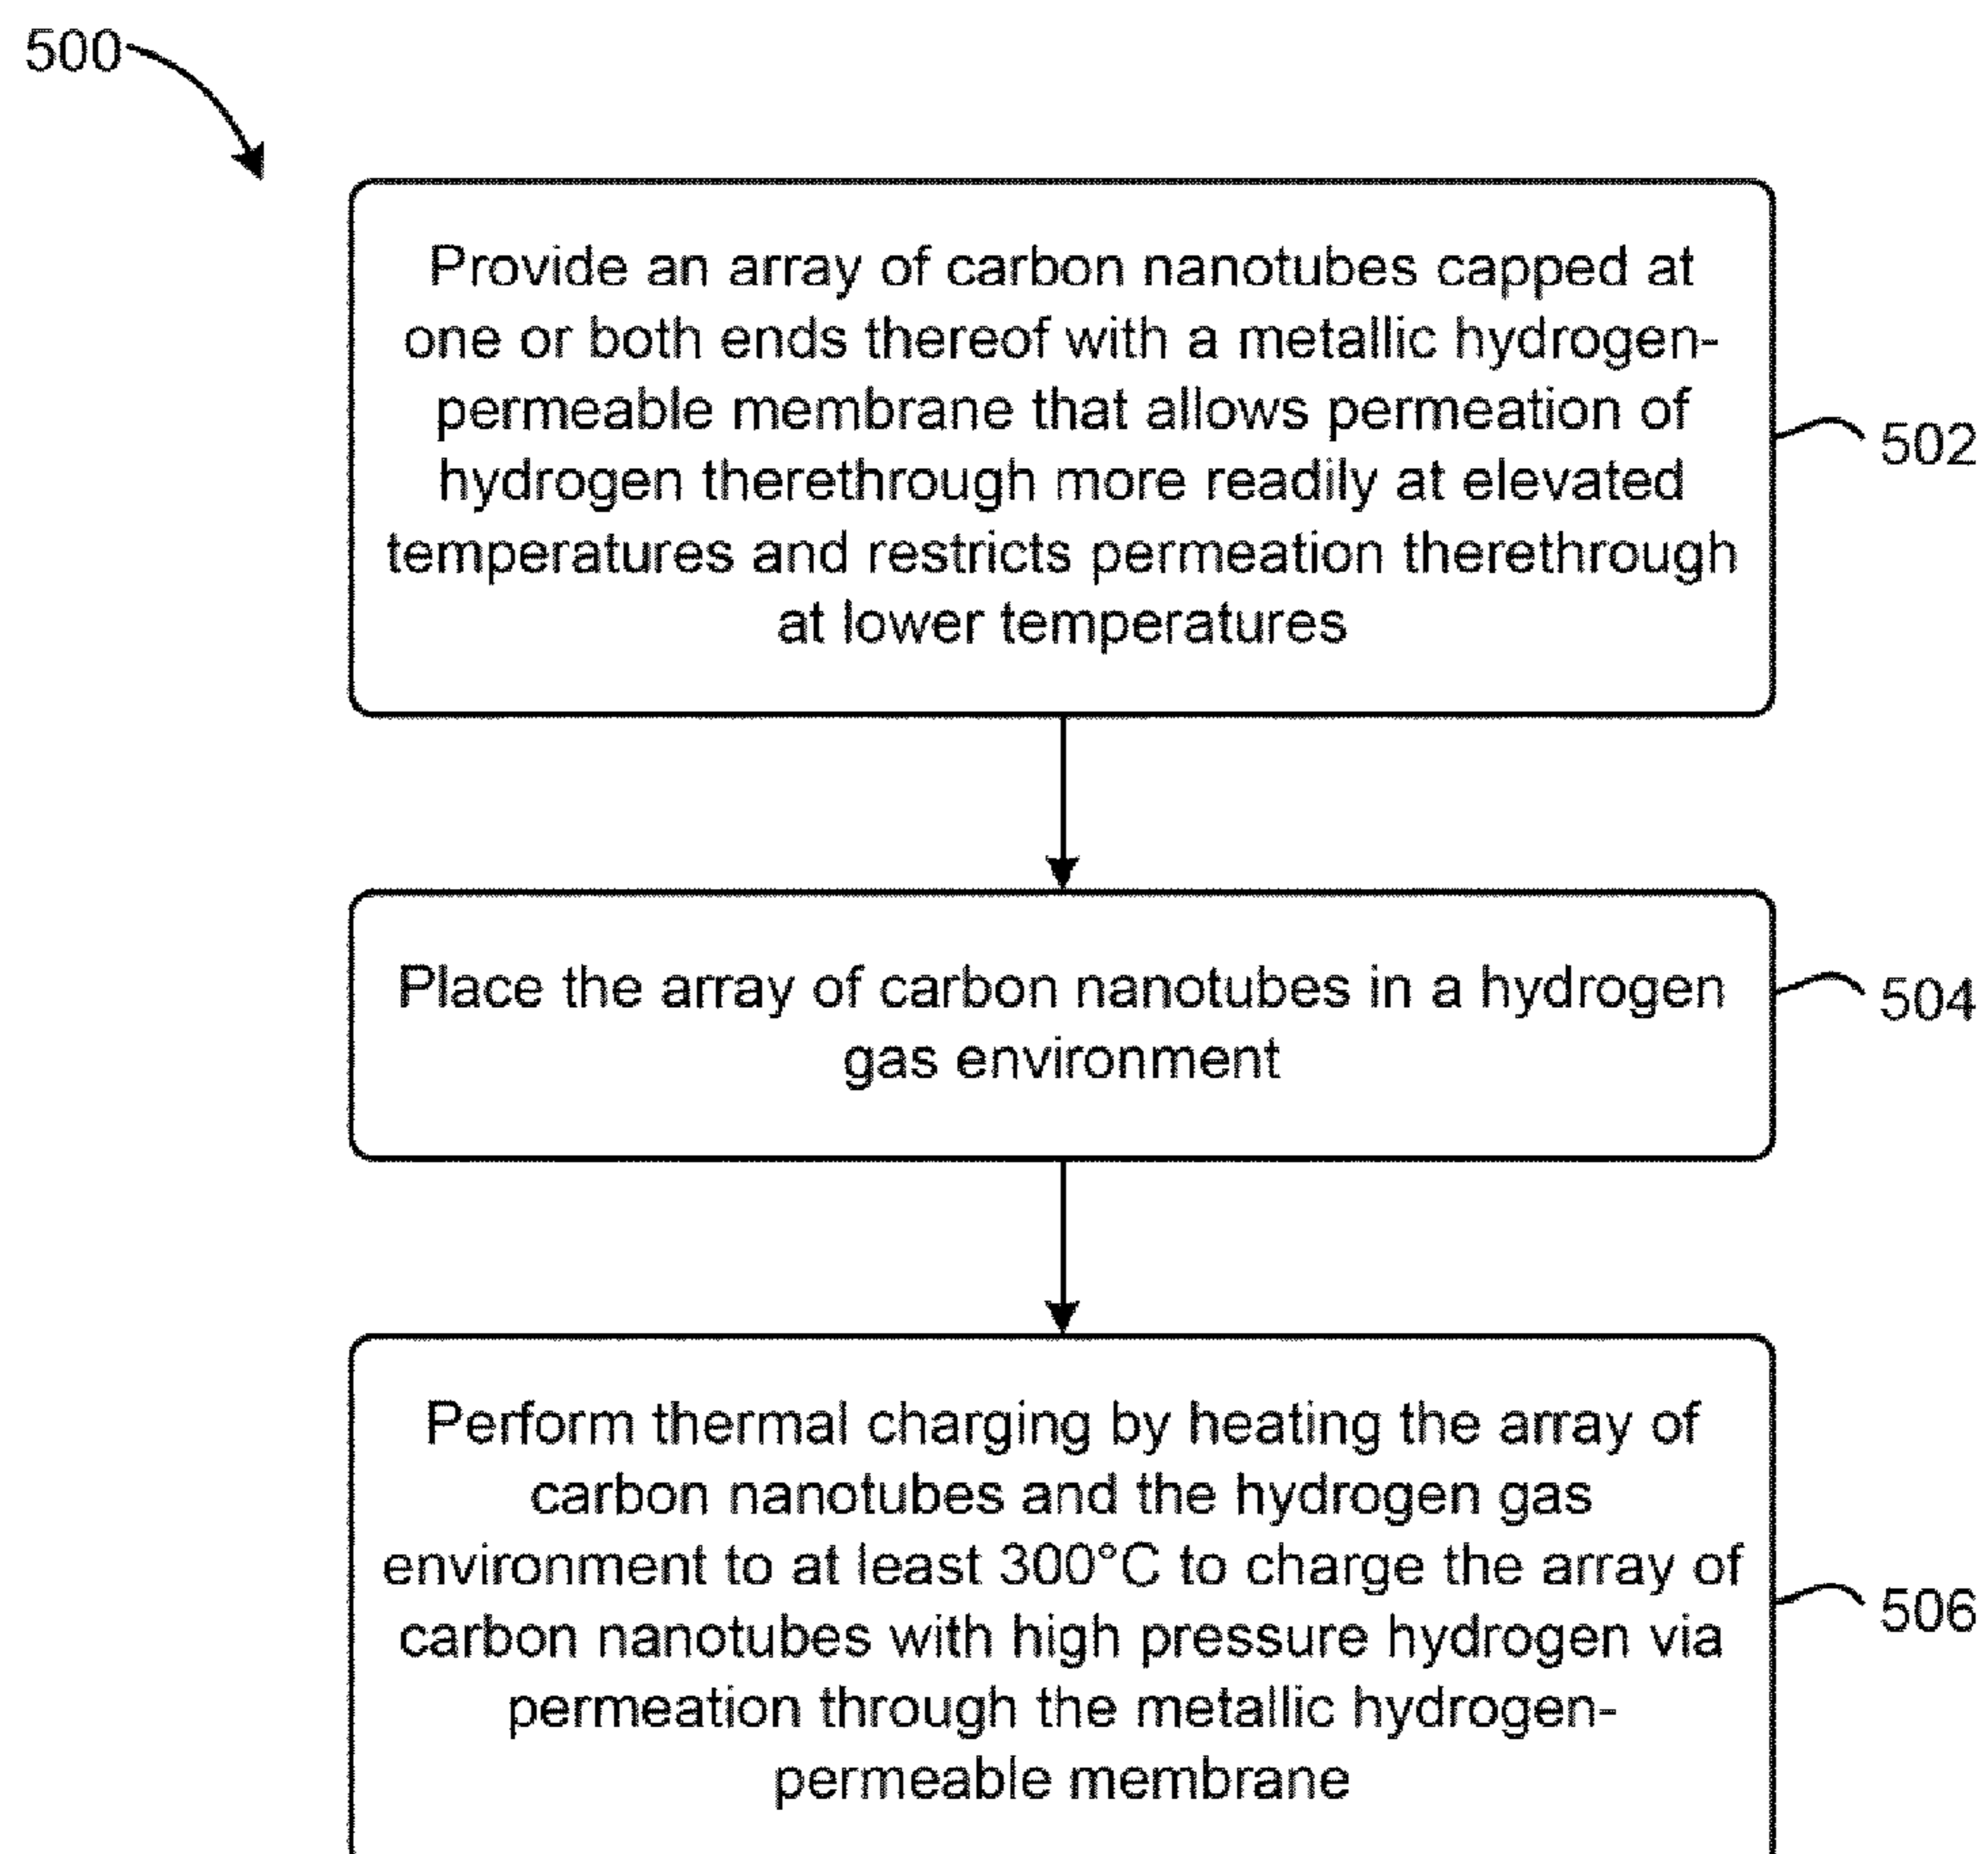 500
Provide an array of carbon nanotubes capped at
one or both ends thereof with a metallic hydrogen-
permeable membrane that allows permeation of
hydrogen therethrough more readily at elevated
temperatures and restricts permeation therethrough
at lower temperatures
502
Place the array of carbon nanotubes in a hydrogen
gas environment
504
Perform thermal charging by heating the array of
carbon nanotubes and the hydrogen gas
environment to at least 300°C to charge the array of
carbon nanotubes with high pressure hydrogen via
permeation through the metallic hydrogen-
permeable membrane
506